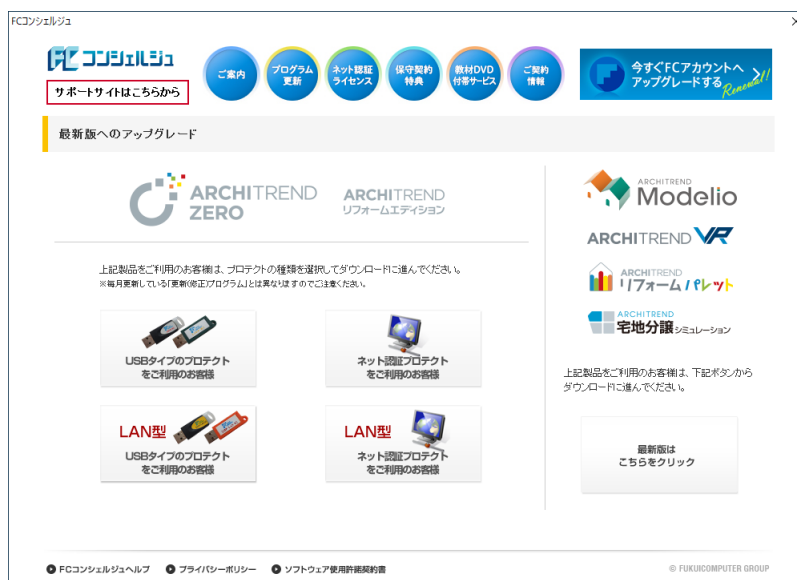 FCコンシェルジュ
FC コンシェルジュ
サポートサイトはこちらから
ご案内
プログラム
更新
ネット認証
ライセンス
保守契約
特典
教材DVD
付帯サービス
ご契約
情報
今すぐFCアカウントへ
アップグレードする
Renewal!!
最新版へのアップグレード
ARCHITREND
ZERO
ARCHITREND
リフォームエディション
上記製品をご利用のお客様は、プロテクトの種類を選択してダウンロードに進んでください。
※毎月更新している「更新(修正)プログラム」とは異なりますのでご注意ください。
USBタイプのプロテクト
をご利用のお客様
ネット認証プロテクト
をご利用のお客様
LAN型
USBタイプのプロテクト
をご利用のお客様
LAN型
ネット認証プロテクト
をご利用のお客様
ARCHITREND
Modelio
ARCHITREND VR
ARCHITREND
リフォームパレット
ARCHITREND
宅地分譲シミュレーション
上記製品をご利用のお客様は、下記ボタンから
ダウンロードに進んでください。
最新版は
こちらをクリック
FCコンシェルジュヘルプ
プライバシーポリシー
ソフトウェア使用許諾契約書
© FUKUICOMPUTER GROUP